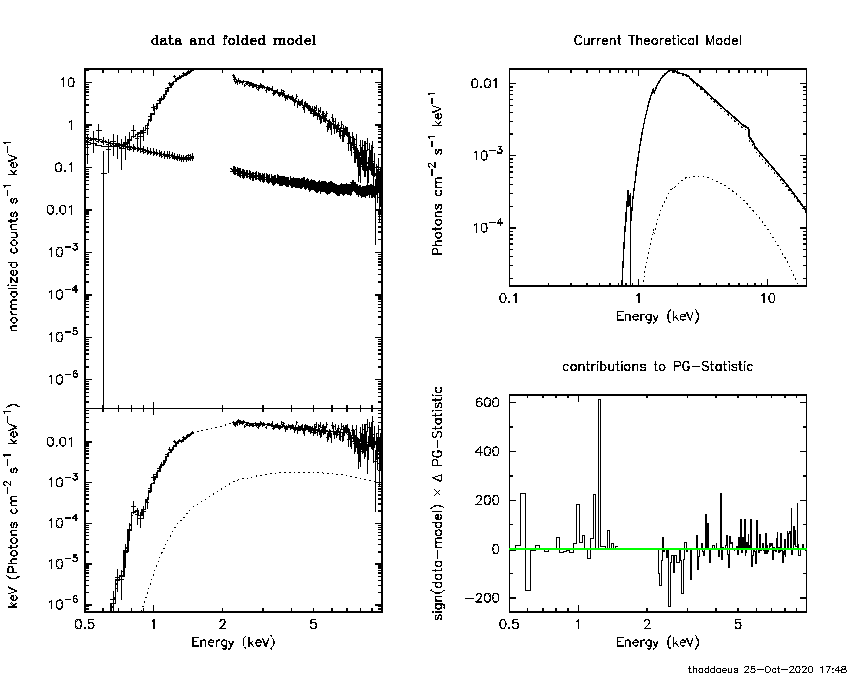 data and folded model
normalized counts s⁻¹ keV⁻¹
10
1
0.1
0.01
10⁻³
10⁻⁴
10⁻⁵
10⁻⁶
keV (Photons cm⁻² s⁻¹ keV⁻¹)
0.01
10⁻³
10⁻⁴
10⁻⁵
10⁻⁶
0.5 1 2 5
Energy (keV)
Current Theoretical Model
Photons cm⁻² s⁻¹ keV⁻¹
0.01
10⁻³
10⁻⁴
0.1 1 10
Energy (keV)
contributions to PG-Statistic
sign(data-model) × Δ PG-Statistic
600
400
200
0
-200
0.5 1 2 5
Energy (keV)
thaddaeus 25-Oct-2020 17:48